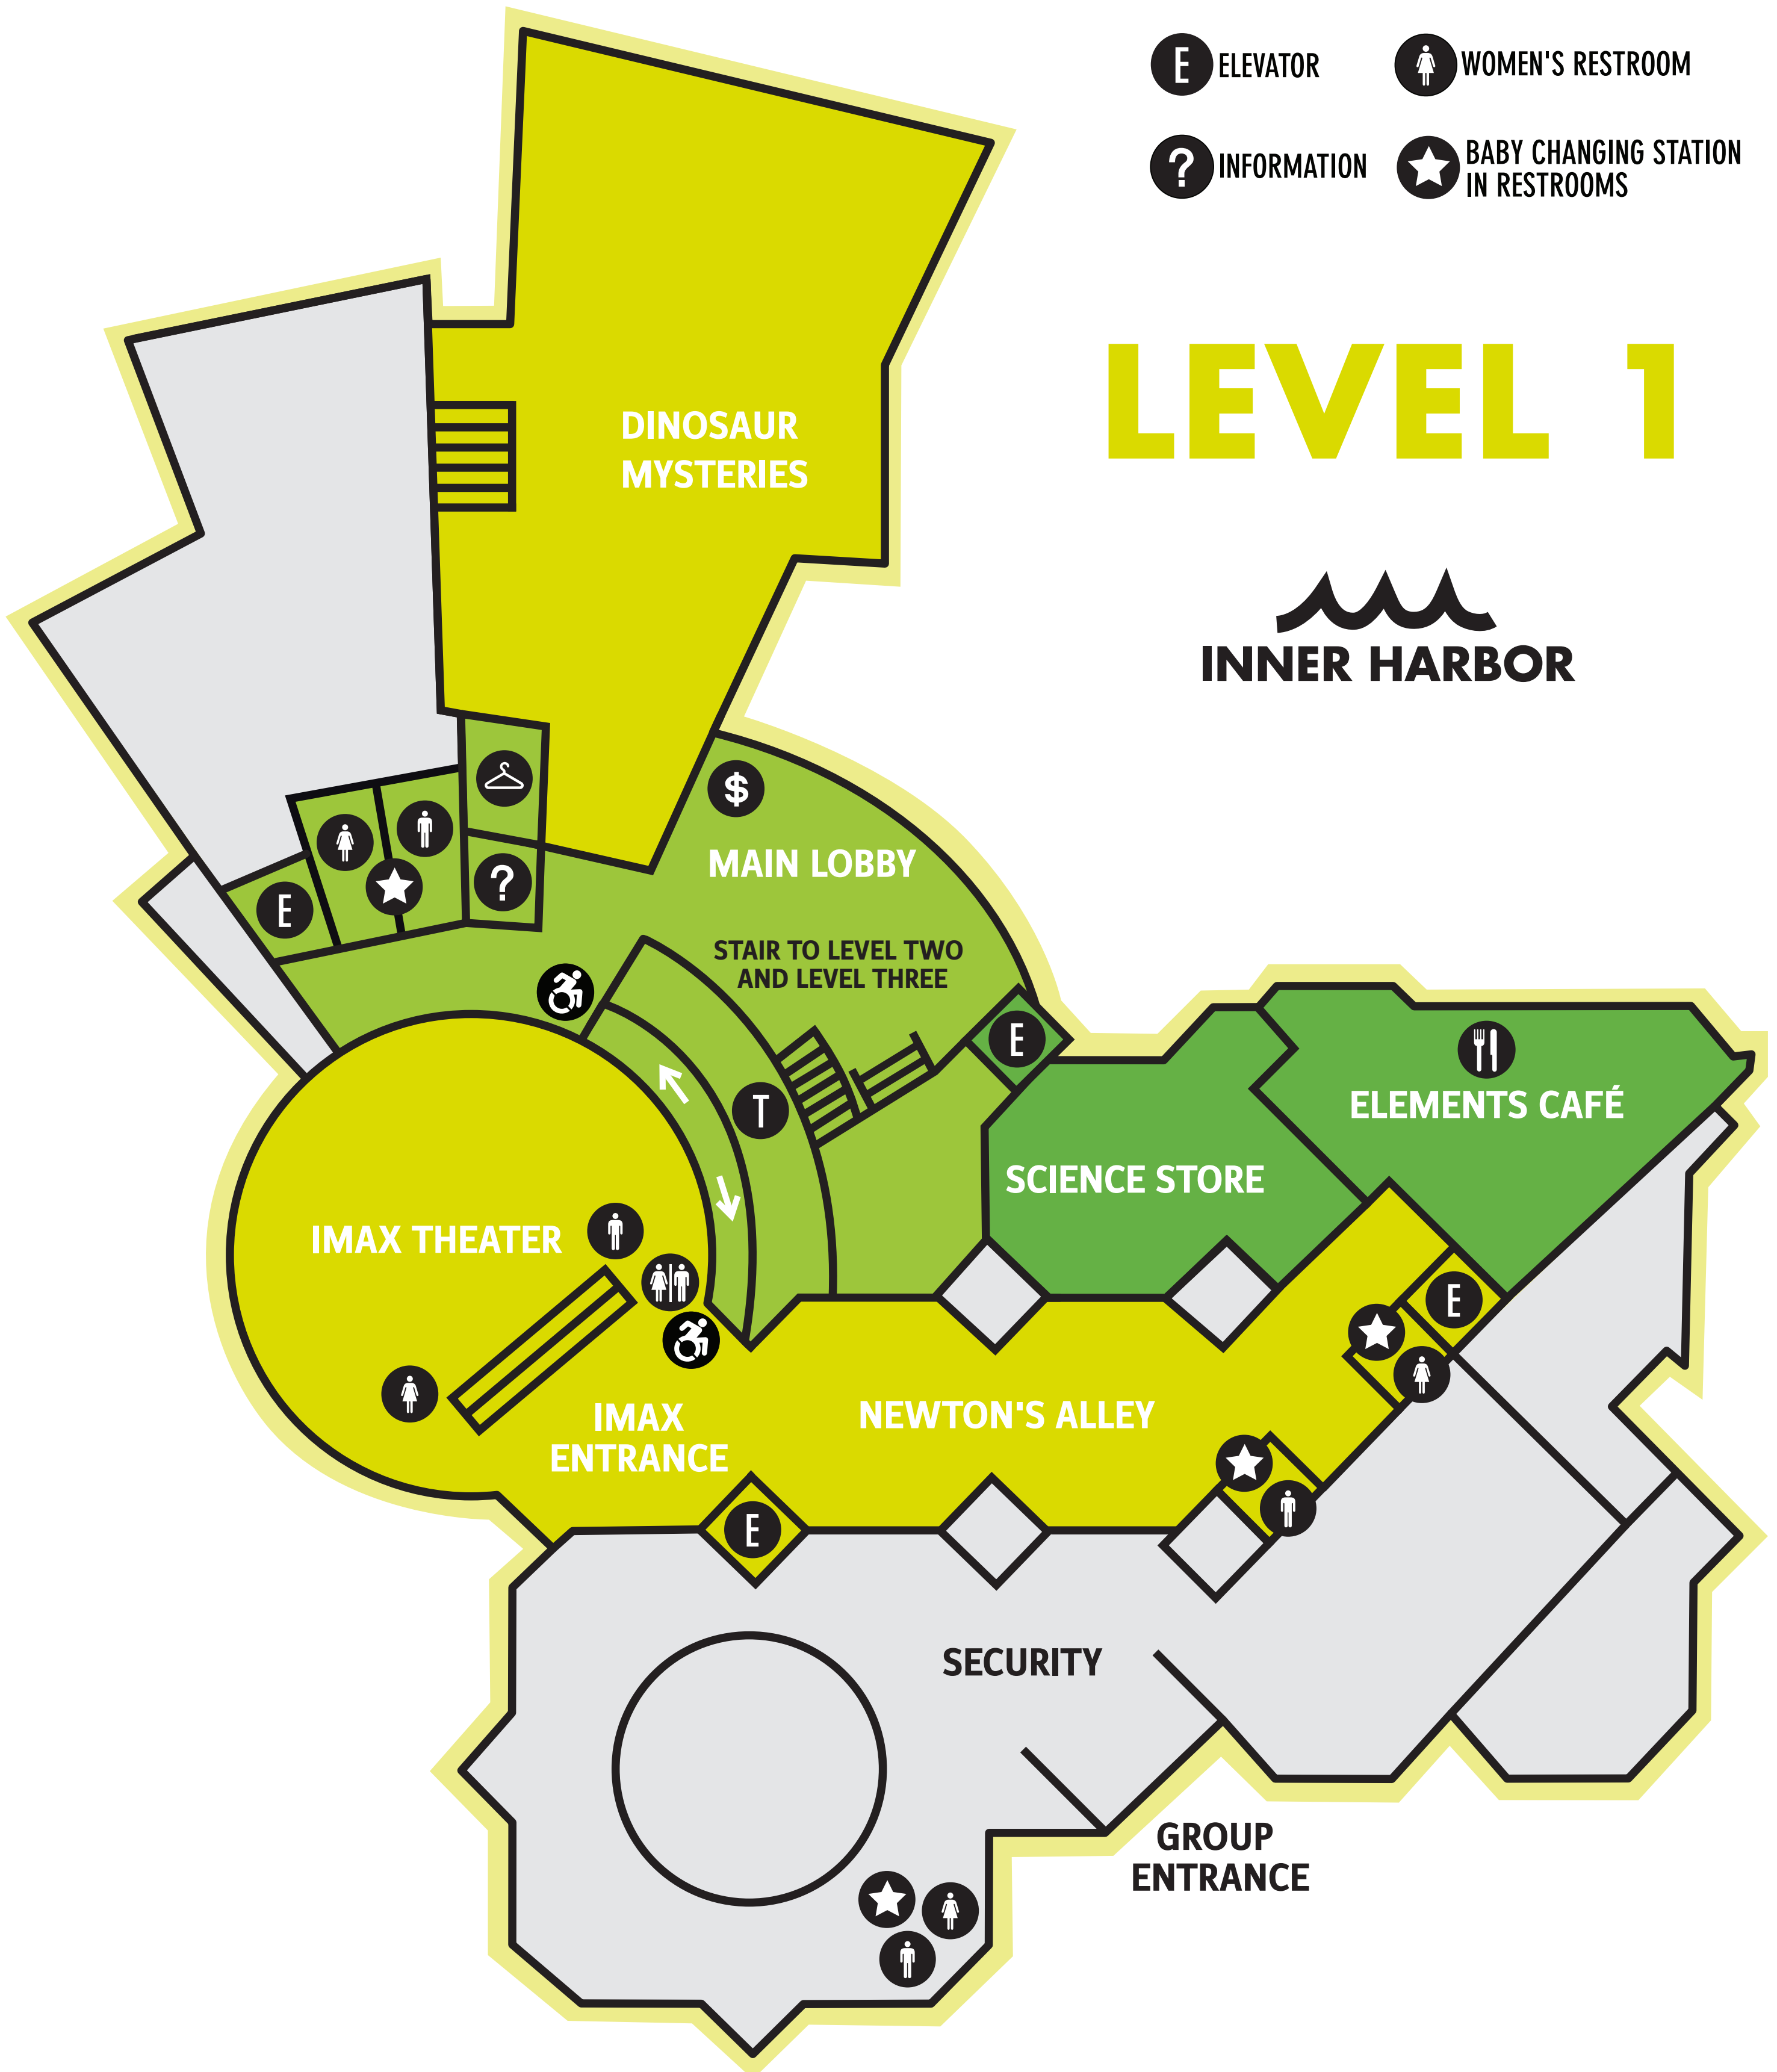 E ELEVATOR
WOMEN'S RESTROOM
? INFORMATION
BABY CHANGING STATION
IN RESTROOMS
LEVEL 1
INNER HARBOR
DINOSAUR
MYSTERIES
$
MAIN LOBBY
?
E
STAIR TO LEVEL TWO
AND LEVEL THREE
E
T
ELEMENTS CAFÉ
SCIENCE STORE
IMAX THEATER
E
IMAX
ENTRANCE
NEWTON'S ALLEY
E
SECURITY
GROUP
ENTRANCE